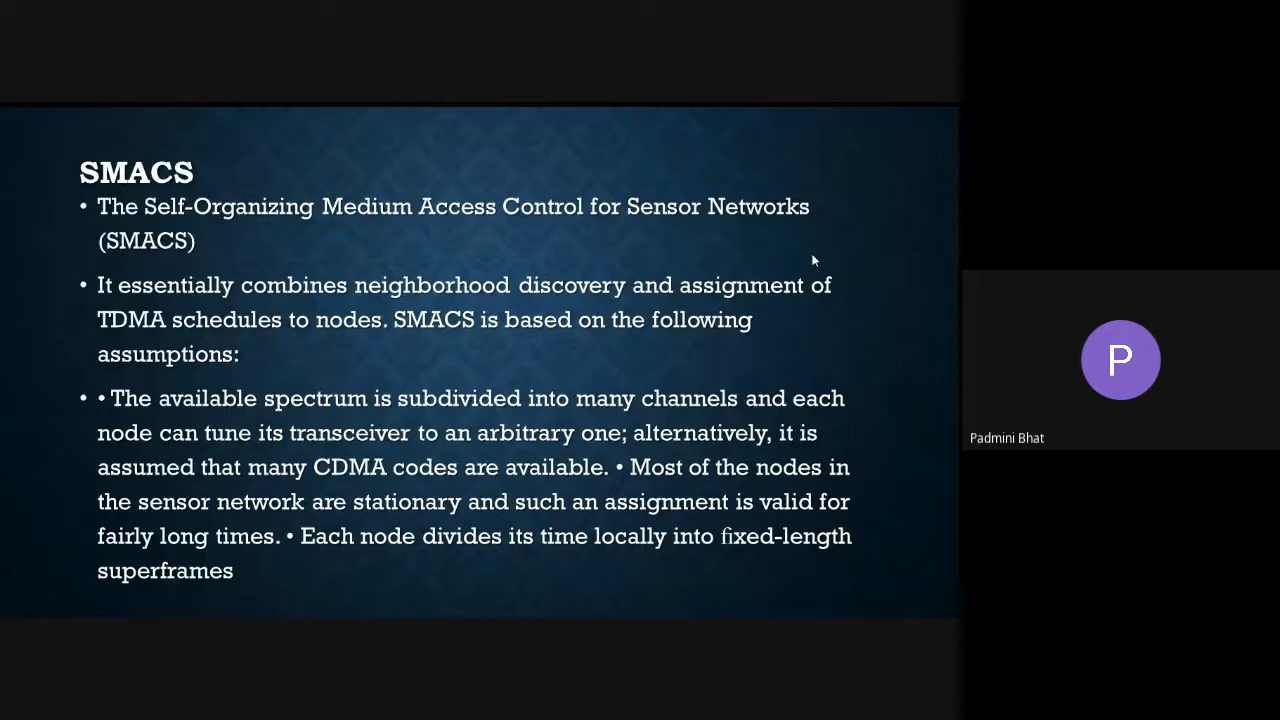 SMACS
• The Self-Organizing Medium Access Control for Sensor Networks
(SMACS)
• It essentially combines neighborhood discovery and assignment of
TDMA schedules to nodes. SMACS is based on the following
assumptions:
• • The available spectrum is subdivided into many channels and each
node can tune its transceiver to an arbitrary one; alternatively, it is
assumed that many CDMA codes are available. • Most of the nodes in
the sensor network are stationary and such an assignment is valid for
fairly long times. • Each node divides its time locally into fixed-length
superframes
P
Padmini Bhat